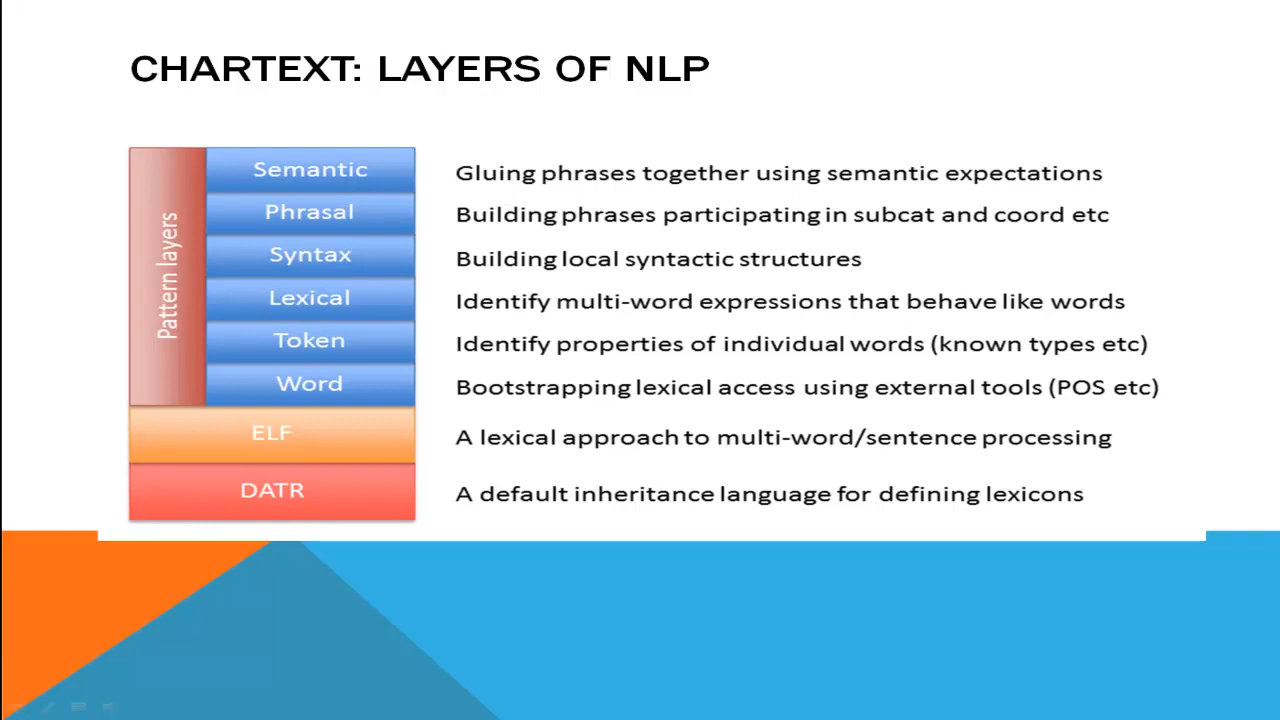 CHARTEXT: LAYERS OF NLP
Pattern layers
Semantic Gluing phrases together using semantic expectations
Phrasal Building phrases participating in subcat and coord etc
Syntax Building local syntactic structures
Lexical Identify multi-word expressions that behave like words
Token Identify properties of individual words (known types etc)
Word Bootstrapping lexical access using external tools (POS etc)
ELF A lexical approach to multi-word/sentence processing
DATR A default inheritance language for defining lexicons